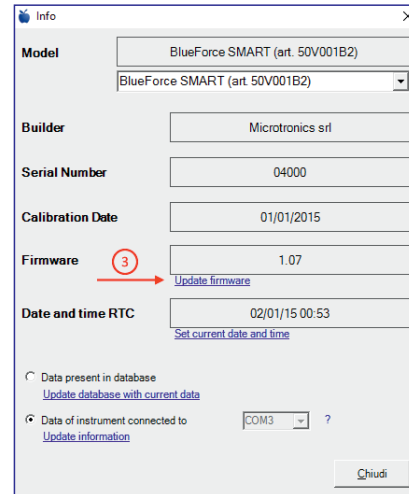 Info
Model
BlueForce SMART (art. 50V001B2)
BlueForce SMART (art. 50V001B2)
Builder
Microtronics srl
Serial Number
04000
Calibration Date
01/01/2015
Firmware
3
1.07
Update firmware
Date and time RTC
02/01/15 00:53
Set current date and time
Data present in database
Update database with current data
Data of instrument connected to
COM3
?
Update information
Chiudi